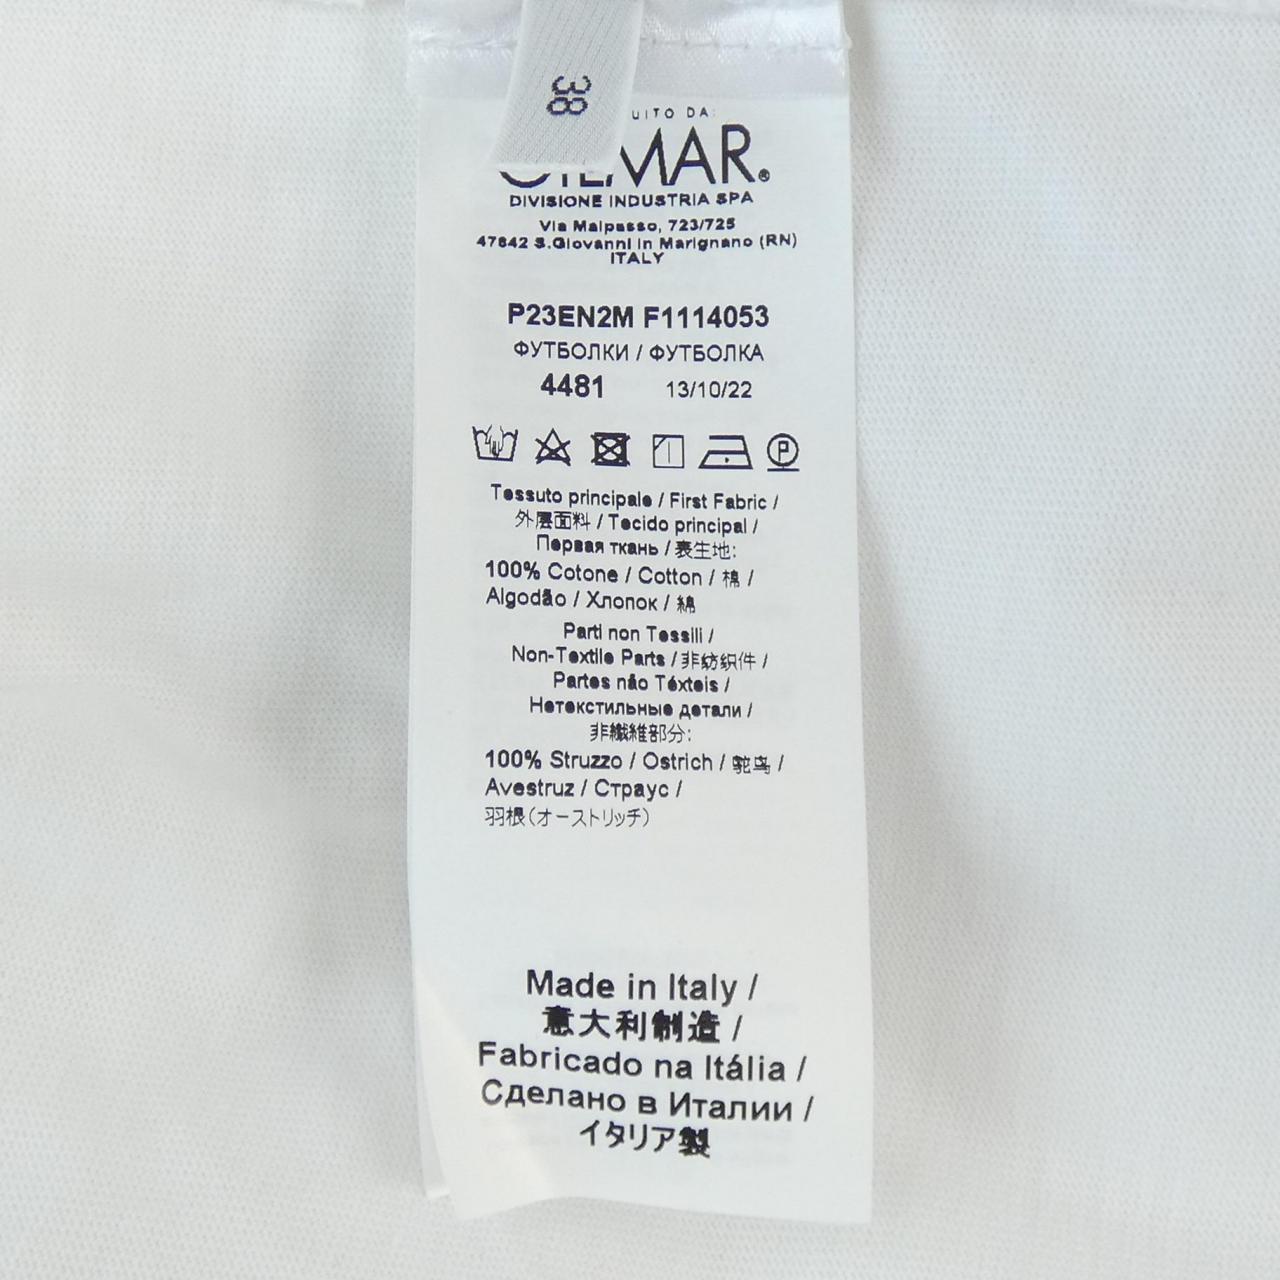 38
UITO DA:
DIVISIONE INDUSTRIA SPA
Via Malpasso, 723/725
47842 S.Giovanni in Marignano (RN)
ITALY
P23EN2M F1114053
ФУТБОЛКИ / ФУТБОЛКА
4481 13/10/22
P
Tessuto principale / First Fabric /
外层面料 / Tecido principal /
Первая ткань / 表生地:
100% Cotone / Cotton / 棉 /
Algodão / Хлопок / 綿
Parti non Tessili /
Non-Textile Parts / 非纺织件 /
Partes não Téxteis /
Нетекстильные детали /
非繊維部分:
100% Struzzo / Ostrich / 鸵鸟 /
Avestruz / Страус /
羽根(オーストリッチ)
Made in Italy /
意大利制造 /
Fabricado na Itália /
Сделано в Италии /
イタリア製